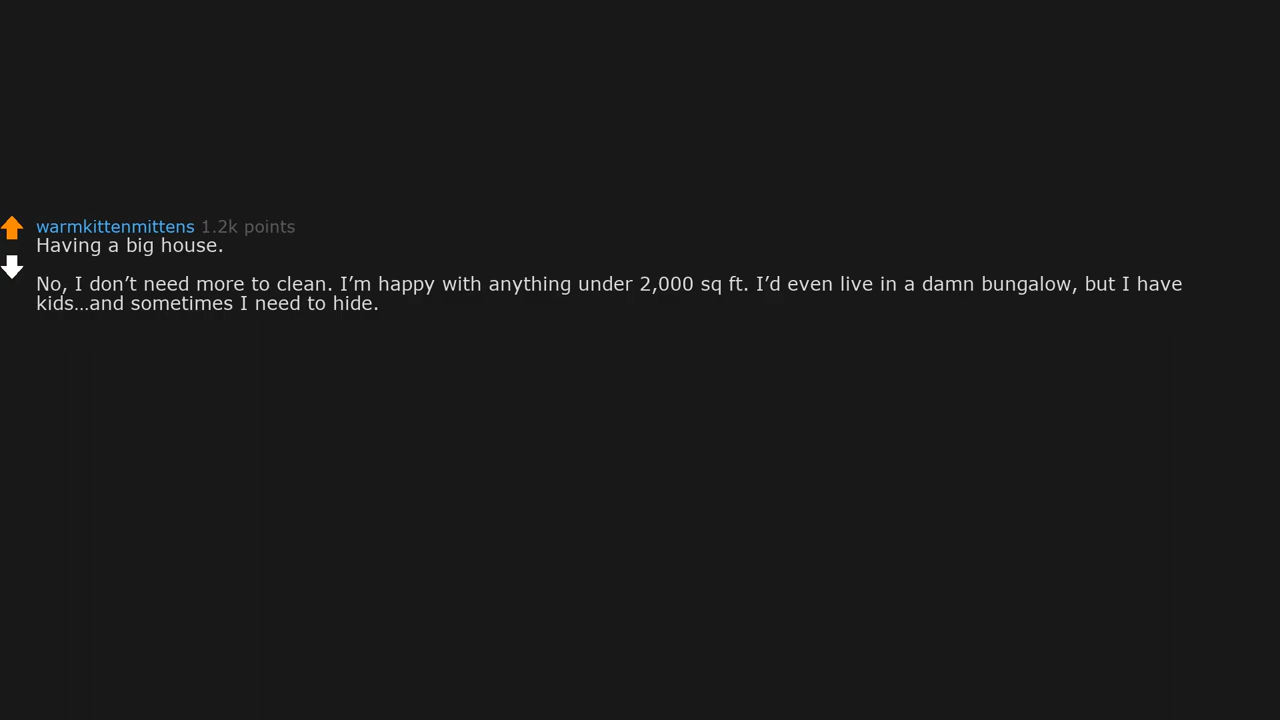 warmkittenmittens 1.2k points
Having a big house.
No, I don’t need more to clean. I’m happy with anything under 2,000 sq ft. I’d even live in a damn bungalow, but I have
kids…and sometimes I need to hide.